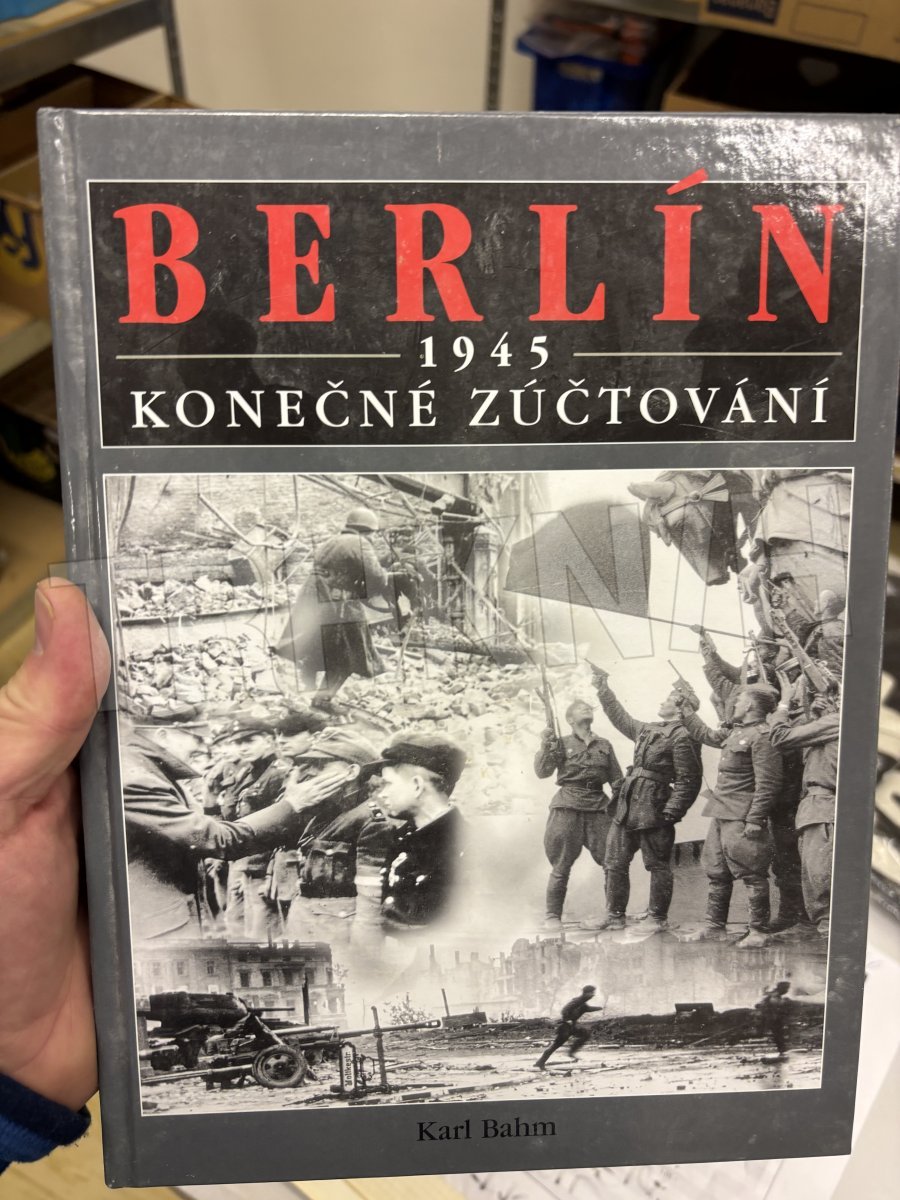 BERLÍN
1945
KONEČNÉ ZÚČTOVÁNÍ
Karl Bahm